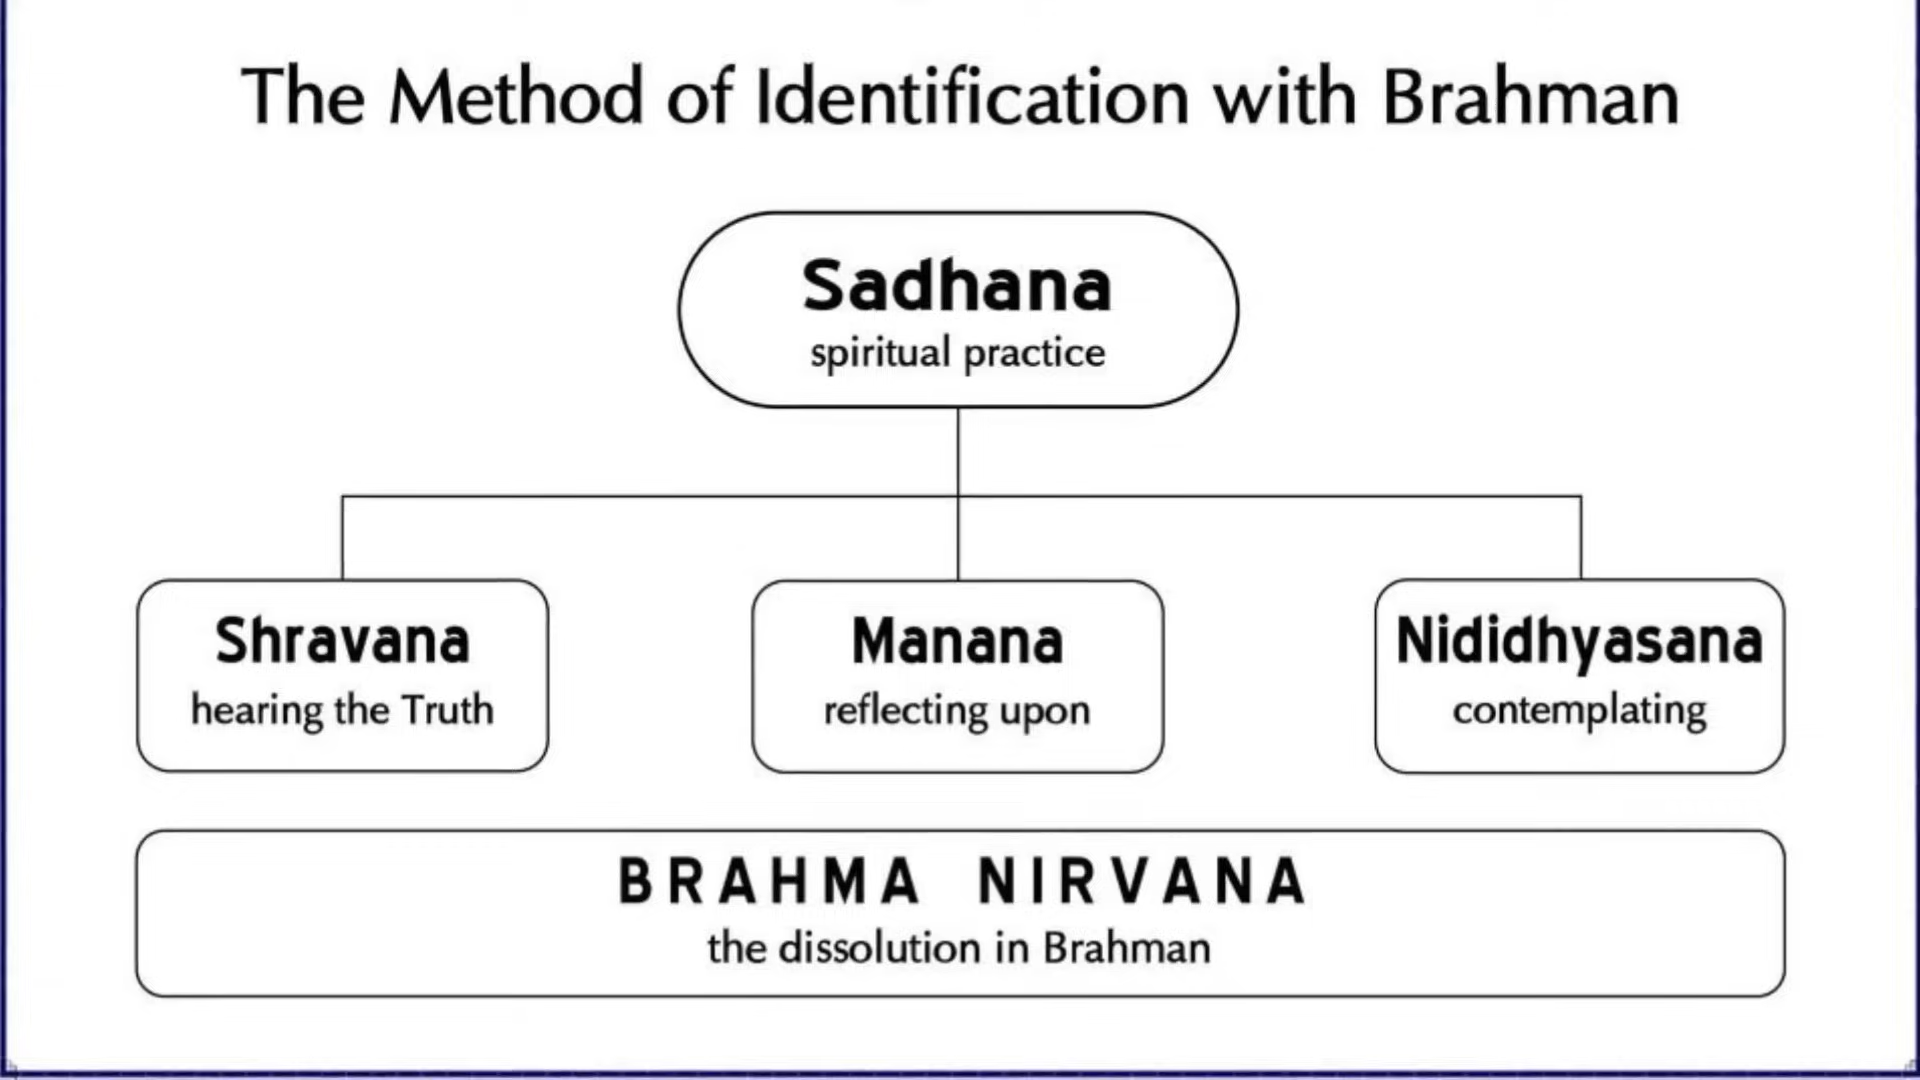 The Method of Identification with Brahman
Sadhana
spiritual practice
Shravana
hearing the Truth
Manana
reflecting upon
Nididhyasana
contemplating
BRAHMA NIRVANA
the dissolution in Brahman